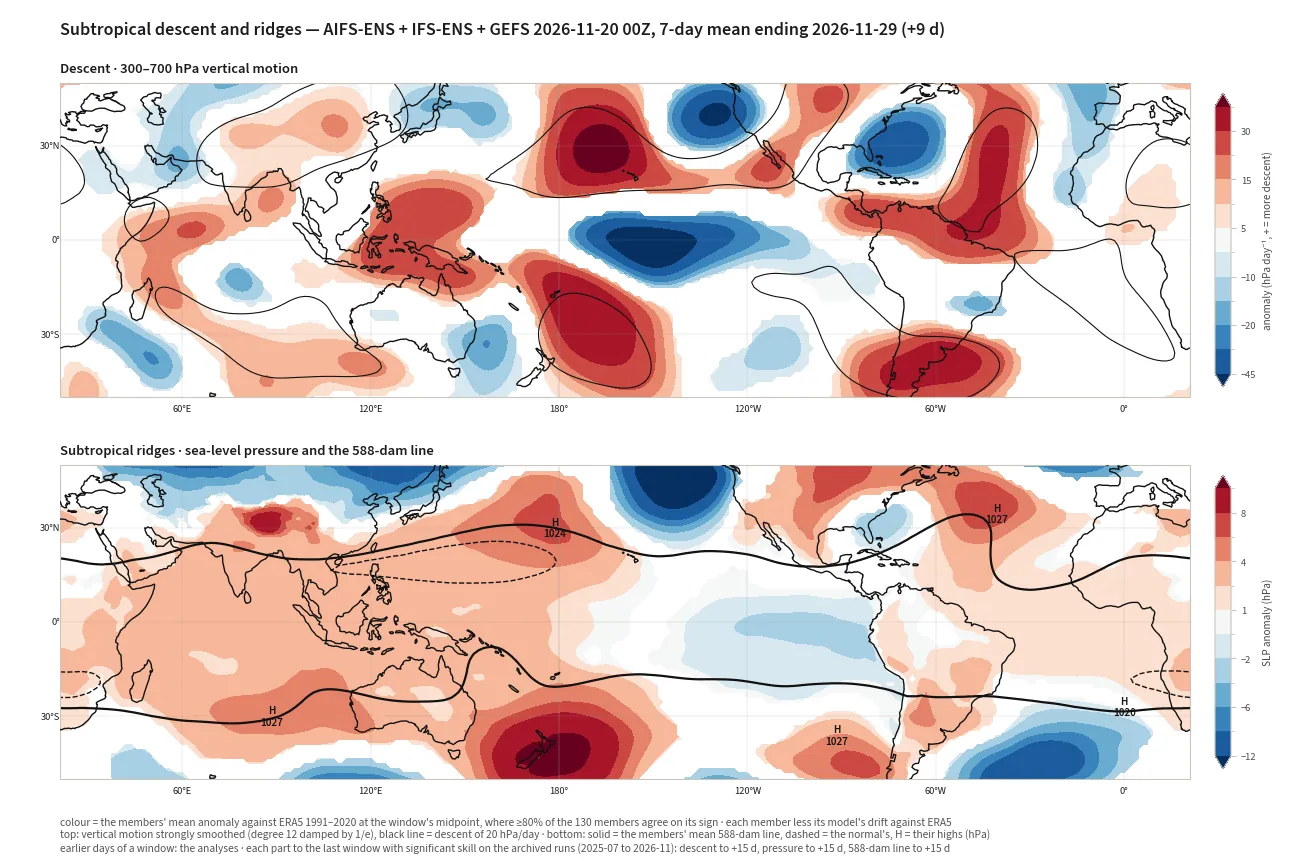 Subtropical descent and ridges — AIFS-ENS + IFS-ENS + GEFS 2026-11-20 00Z, 7-day mean ending 2026-11-29 (+9 d)
Descent · 300–700 hPa vertical motion
30°N
0°
30°S
60°E
120°E
180°
120°W
60°W
0°
30
15
5
−10
−20
−45
anomaly (hPa day⁻¹, + = more descent)
Subtropical ridges · sea-level pressure and the 588-dam line
30°N
0°
30°S
H
1024
H
1027
H
1027
H
1027
H
1020
60°E
120°E
180°
120°W
60°W
0°
8
4
1
−2
−6
−12
SLP anomaly (hPa)
colour = the members' mean anomaly against ERA5 1991–2020 at the window's midpoint, where ≥80% of the 130 members agree on its sign · each member less its model's drift against ERA5
top: vertical motion strongly smoothed (degree 12 damped by 1/e), black line = descent of 20 hPa/day · bottom: solid = the members' mean 588-dam line, dashed = the normal's, H = their highs (hPa)
earlier days of a window: the analyses · each part to the last window with significant skill on the archived runs (2025-07 to 2026-11): descent to +15 d, pressure to +15 d, 588-dam line to +15 d